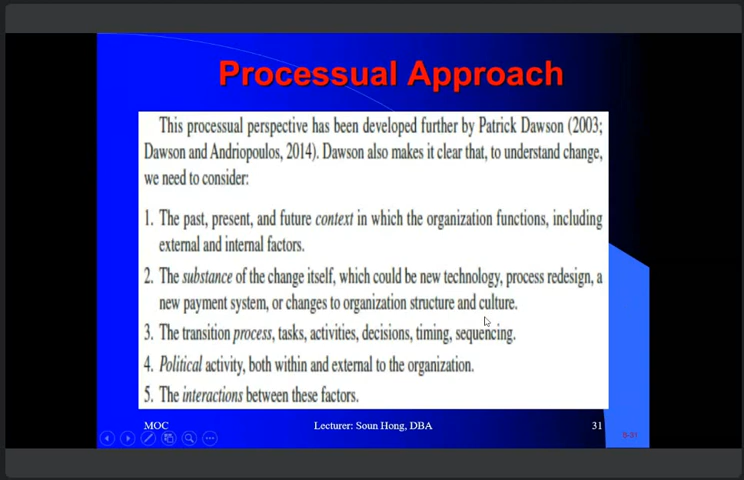 Processual Approach
This processual perspective has been developed further by Patrick Dawson (2003;
Dawson and Andriopoulos, 2014). Dawson also makes it clear that, to understand change,
we need to consider:
1. The past, present, and future context in which the organization functions, including
external and internal factors.
2. The substance of the change itself, which could be new technology, process redesign, a
new payment system, or changes to organization structure and culture.
3. The transition process, tasks, activities, decisions, timing, sequencing.
4. Political activity, both within and external to the organization.
5. The interactions between these factors.
MOC
Lecturer: Soun Hong, DBA
31